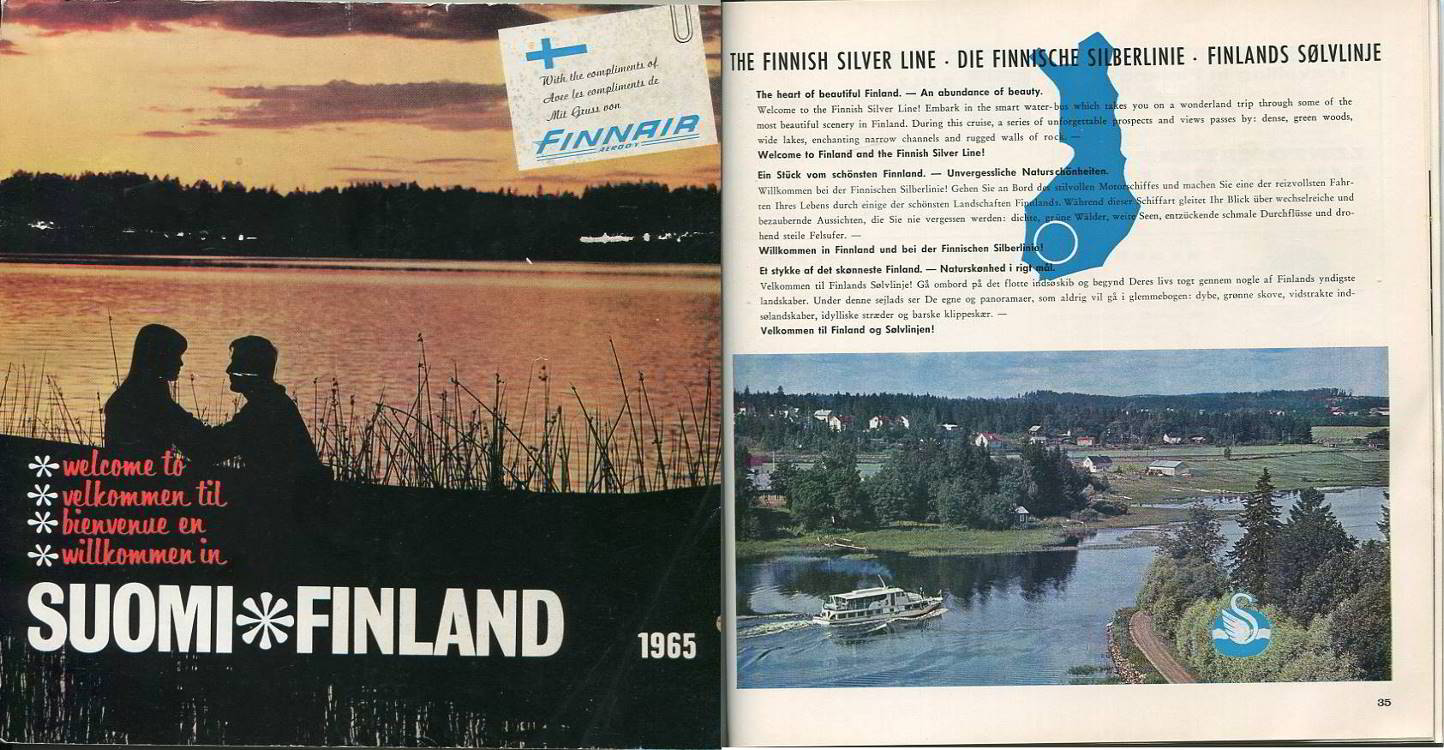 With the compliments of
Avec les compliments de
Mit Gruss von
FINNAIR
AERO OY
welcome to
velkommen til
bienvenue en
willkommen in
SUOMI*FINLAND
1965
THE FINNISH SILVER LINE · DIE FINNISCHE SILBERLINIE · FINLANDS SØLVLINJE
The heart of beautiful Finland. — An abundance of beauty.
Welcome to the Finnish Silver Line! Embark in the smart water-bus which takes you on a wonderland trip through some of the
most beautiful scenery in Finland. During this cruise, a series of unforgettable prospects and views passes by: dense, green woods,
wide lakes, enchanting narrow channels and rugged walls of rock. —
Welcome to Finland and the Finnish Silver Line!
Ein Stück vom schönsten Finnland. — Unvergessliche Naturschönheiten.
Willkommen bei der Finnischen Silberlinie! Gehen Sie an Bord des stilvollen Motorschiffes und machen Sie eine der reizvollsten Fahr-
ten Ihres Lebens durch einige der schönsten Landschaften Finnlands. Während dieser Schiffart gleitet Ihr Blick über wechselreiche und
bezaubernde Aussichten, die Sie nie vergessen werden: dichte, grüne Wälder, weite Seen, entzückende schmale Durchflüsse und dro-
hend steile Felsufer. —
Willkommen in Finnland und bei der Finnischen Silberlinie!
Et stykke af det skønneste Finland. — Naturskønhed i rigt mål.
Velkommen til Finlands Sølvlinje! Gå ombord på det flotte indsøskib og begynd Deres livs togt gennem nogle af Finlands yndigste
landskaber. Under denne sejlads ser De egne og panoramaer, som aldrig vil gå i glemmebogen: dybe, grønne skove, vidstrakte ind-
sølandskaber, idylliske stræder og barske klippeskær. —
Velkommen til Finland og Sølvlinjen!
35